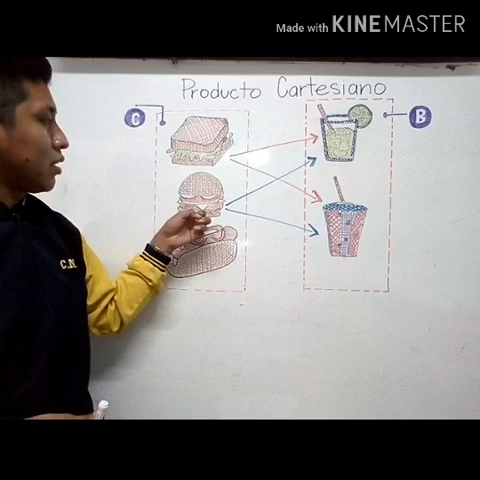 Made with KINEMASTER
Producto Cartesiano
C
B
C.N.